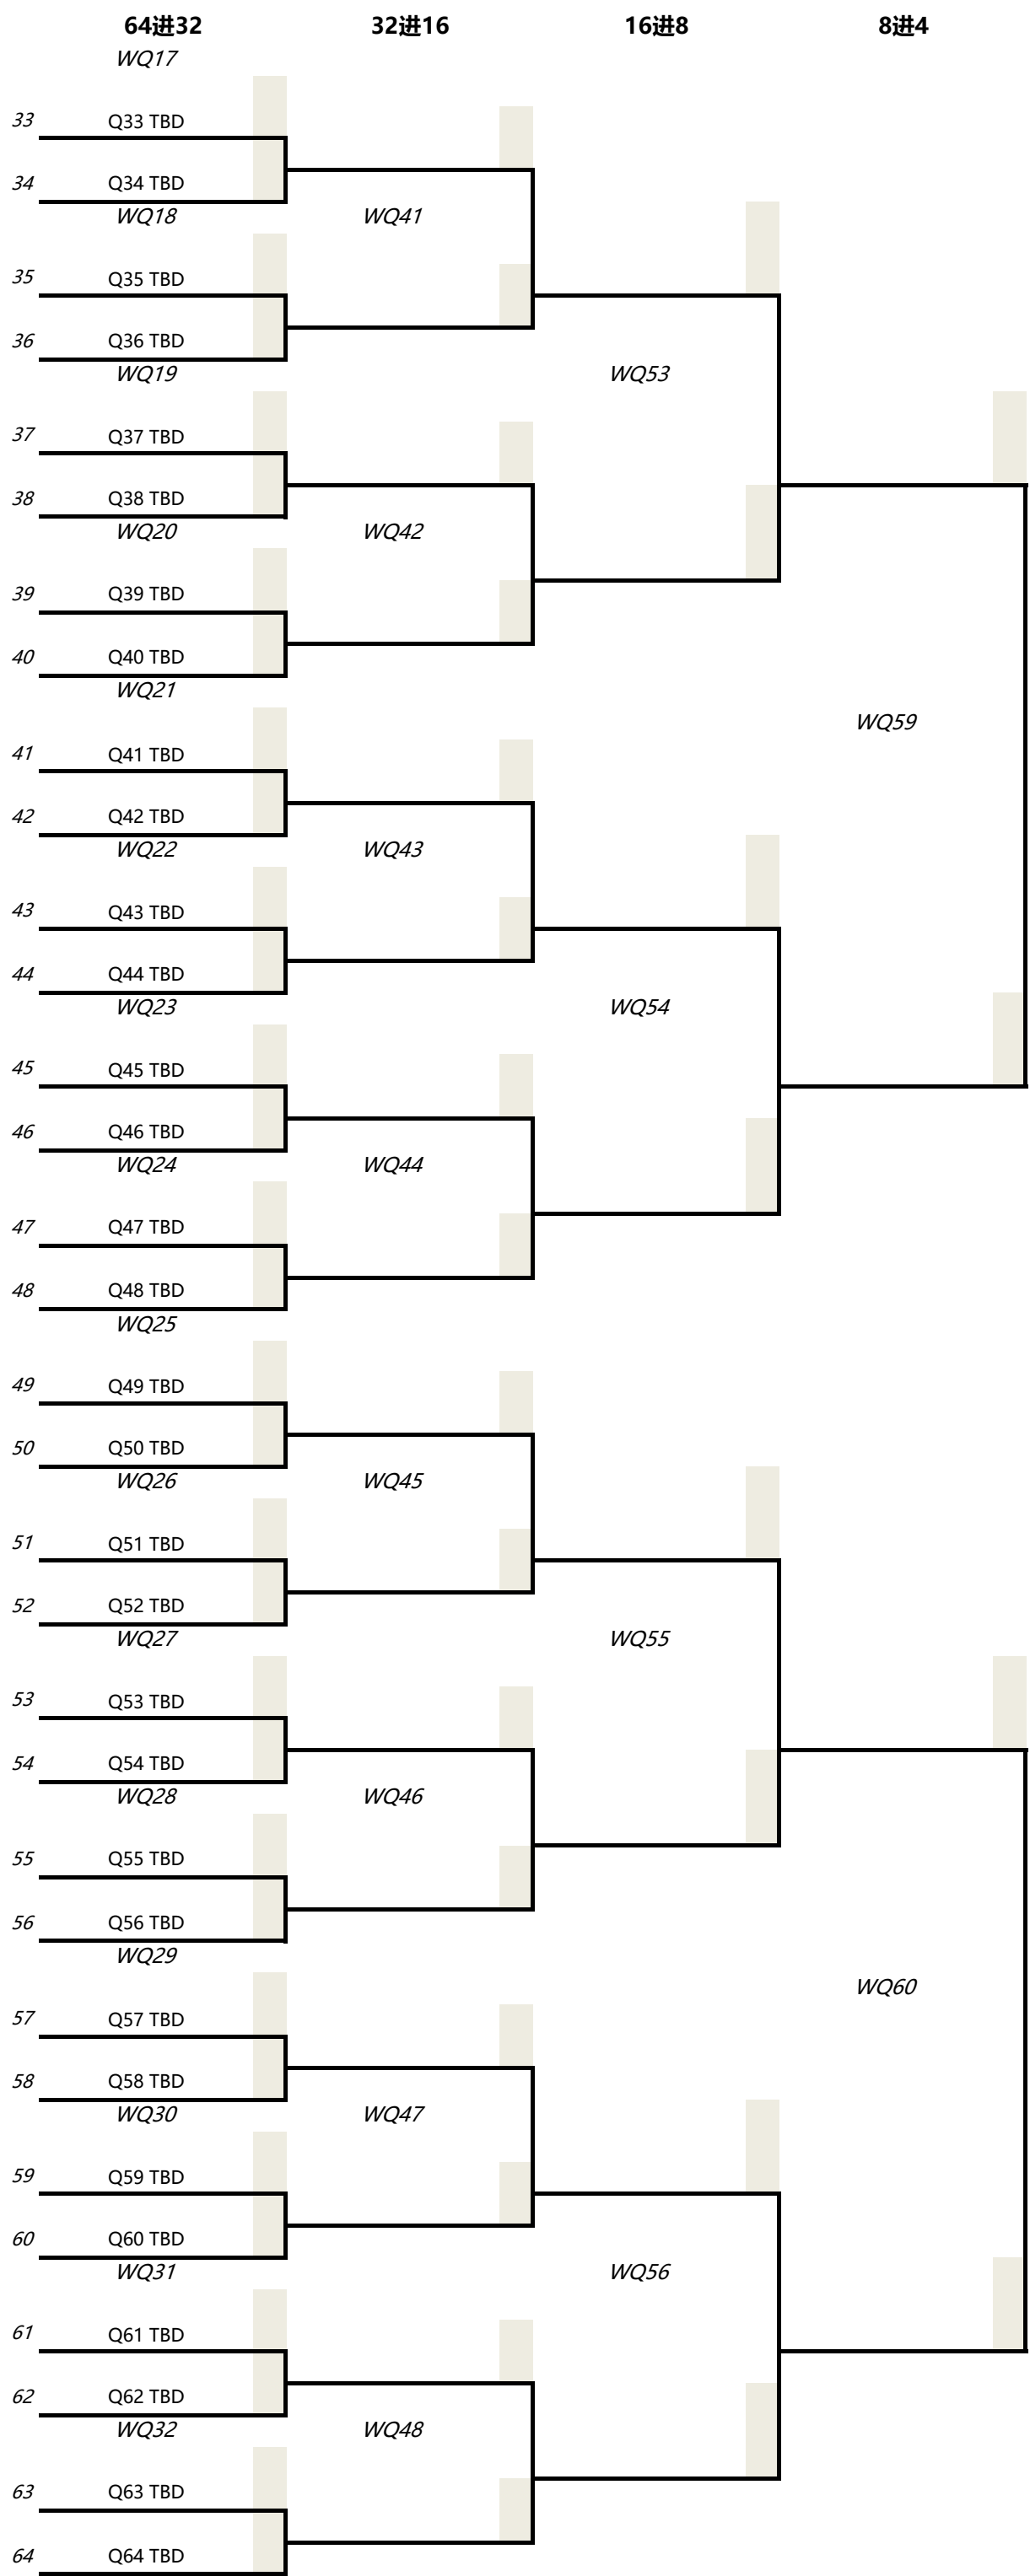 64进32 32进16 16进8 8进4
WQ17
33 Q33 TBD
34 Q34 TBD
WQ18 WQ41
35 Q35 TBD
36 Q36 TBD
WQ19 WQ53
37 Q37 TBD
38 Q38 TBD
WQ20 WQ42
39 Q39 TBD
40 Q40 TBD
WQ21
WQ59
41 Q41 TBD
42 Q42 TBD
WQ22 WQ43
43 Q43 TBD
44 Q44 TBD
WQ23 WQ54
45 Q45 TBD
46 Q46 TBD
WQ24 WQ44
47 Q47 TBD
48 Q48 TBD
WQ25
49 Q49 TBD
50 Q50 TBD
WQ26 WQ45
51 Q51 TBD
52 Q52 TBD
WQ27 WQ55
53 Q53 TBD
54 Q54 TBD
WQ28 WQ46
55 Q55 TBD
56 Q56 TBD
WQ29
WQ60
57 Q57 TBD
58 Q58 TBD
WQ30 WQ47
59 Q59 TBD
60 Q60 TBD
WQ31 WQ56
61 Q61 TBD
62 Q62 TBD
WQ32 WQ48
63 Q63 TBD
64 Q64 TBD